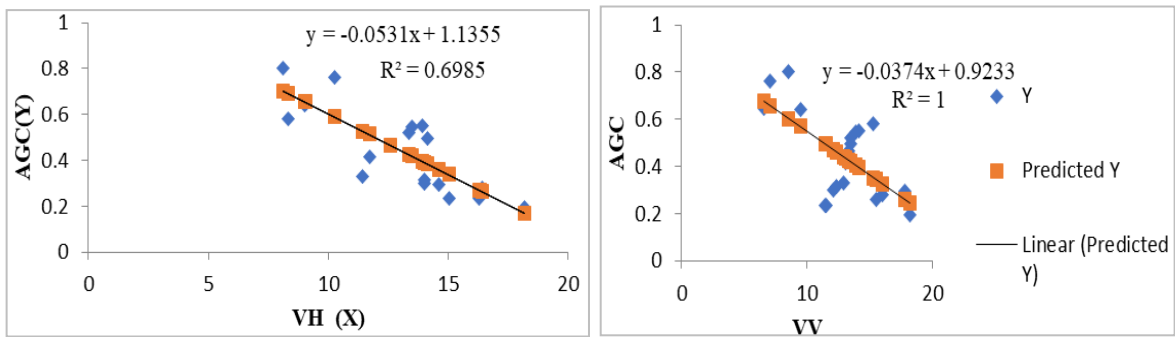 1
0.8
0.6
0.4
0.2
0
AGC(Y)
y = -0.0531x + 1.1355
R² = 0.6985
0
5
10
15
20
VH (X)
1
0.8
0.6
0.4
0.2
0
AGC
y = -0.0374x + 0.9233
R² = 1
0
10
20
VV
Y
Predicted Y
Linear (Predicted
Y)